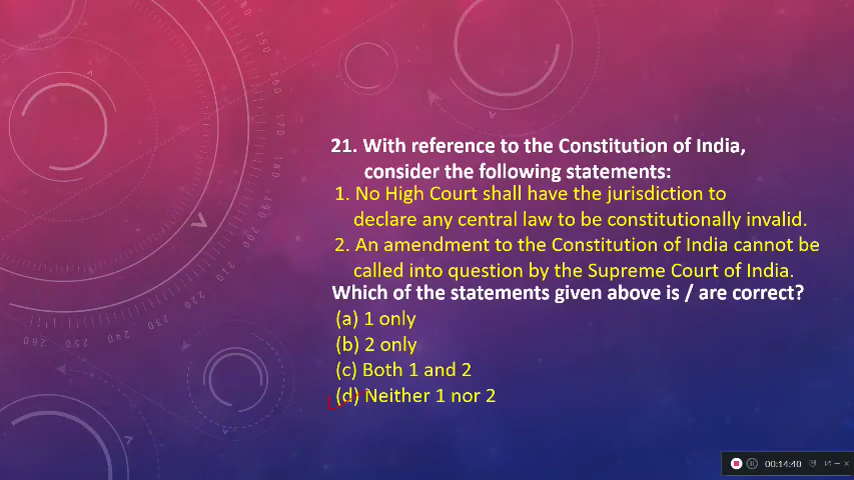 21. With reference to the Constitution of India,
consider the following statements:
1. No High Court shall have the jurisdiction to
declare any central law to be constitutionally invalid.
2. An amendment to the Constitution of India cannot be
called into question by the Supreme Court of India.
Which of the statements given above is / are correct?
(a) 1 only
(b) 2 only
(c) Both 1 and 2
(d) Neither 1 nor 2
00:14:40